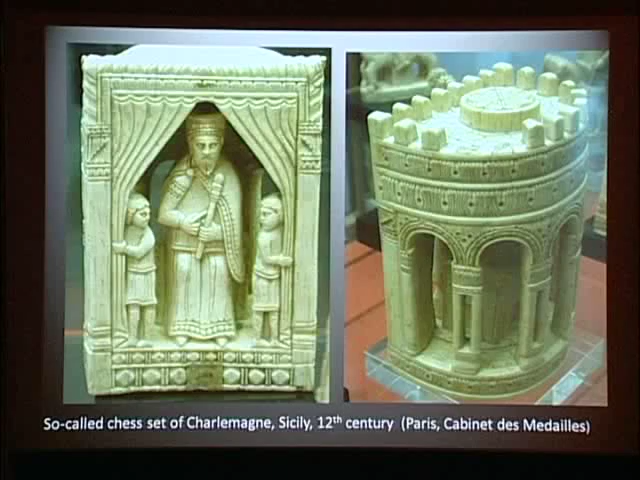 So-called chess set of Charlemagne, Sicily, 12th century (Paris, Cabinet des Medailles)